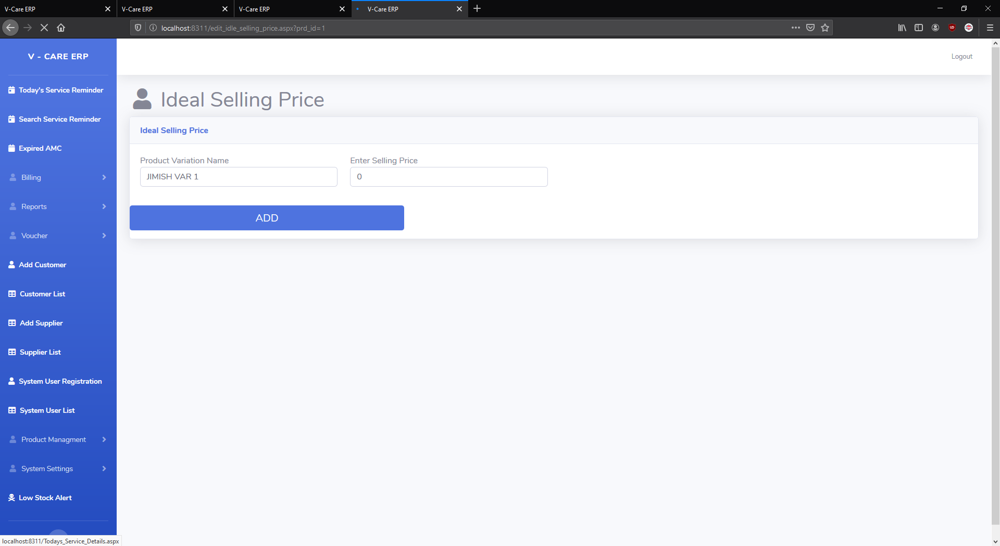 V-Care ERP
V-Care ERP
V-Care ERP
V-Care ERP
localhost:8311/edit_idle_selling_price.aspx?prd_id=1
V - CARE ERP
Logout
Today's Service Reminder
Search Service Reminder
Expired AMC
Billing
Reports
Voucher
Add Customer
Customer List
Add Supplier
Supplier List
System User Registration
System User List
Product Managment
System Settings
Low Stock Alert
Ideal Selling Price
Ideal Selling Price
Product Variation Name
Enter Selling Price
JIMISH VAR 1
0
ADD
localhost:8311/Todays_Service_Details.aspx